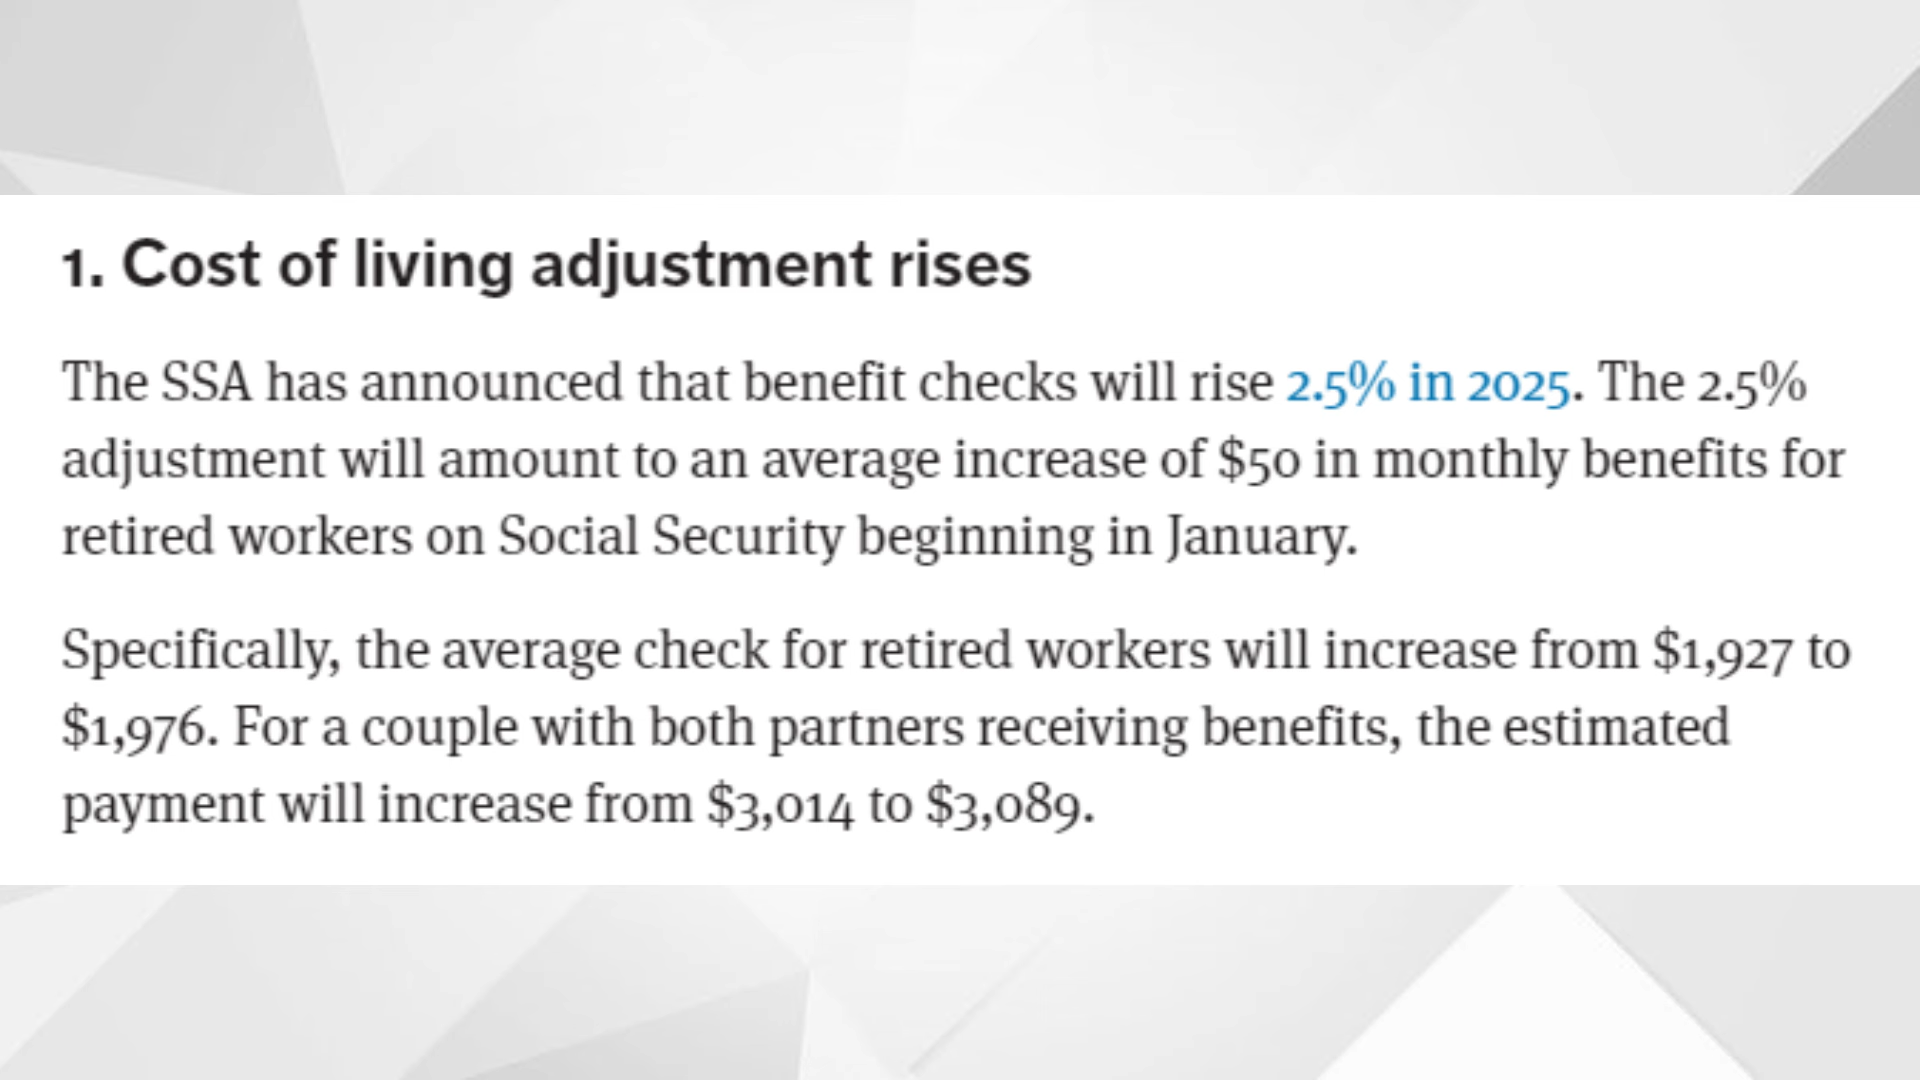 1. Cost of living adjustment rises
The SSA has announced that benefit checks will rise 2.5% in 2025. The 2.5%
adjustment will amount to an average increase of $50 in monthly benefits for
retired workers on Social Security beginning in January.
Specifically, the average check for retired workers will increase from $1,927 to
$1,976. For a couple with both partners receiving benefits, the estimated
payment will increase from $3,014 to $3,089.